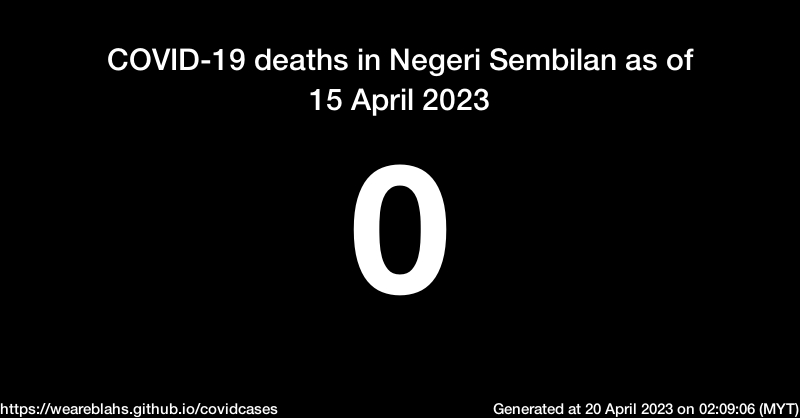 COVID-19 deaths in Negeri Sembilan as of
15 April 2023
0
https://weareblahs.github.io/covidcases
Generated at 20 April 2023 on 02:09:06 (MYT)